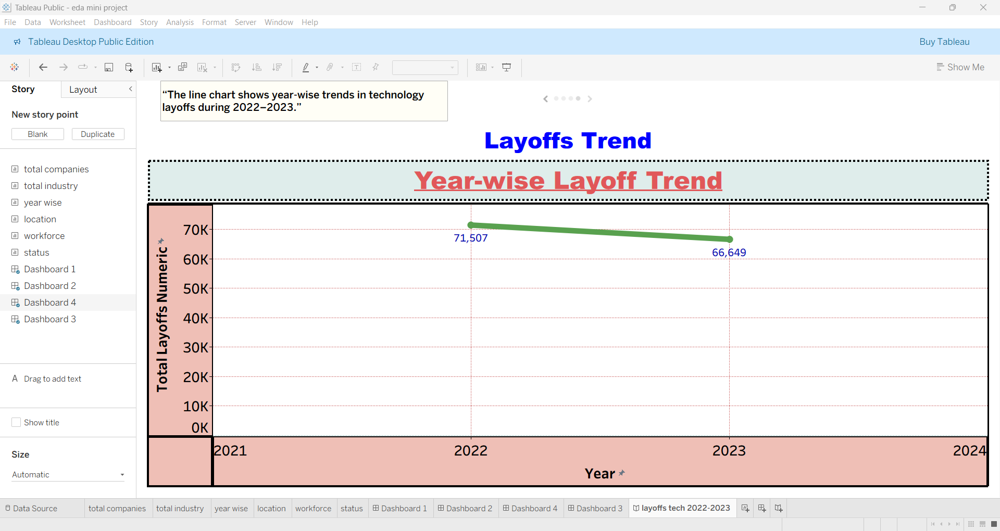 Tableau Public - eda mini project
File Data Worksheet Dashboard Story Analysis Format Server Window Help
Tableau Desktop Public Edition
Buy Tableau
Show Me
Story
Layout
New story point
Blank
Duplicate
total companies
total industry
year wise
location
workforce
status
Dashboard 1
Dashboard 2
Dashboard 4
Dashboard 3
A Drag to add text
Show title
Size
Automatic
“The line chart shows year-wise trends in technology
layoffs during 2022–2023.”
Layoffs Trend
Year-wise Layoff Trend
Total Layoffs Numeric
70K
60K
50K
40K
30K
20K
10K
0K
71,507
66,649
2021 2022 2023 2024
Year
Data Source total companies total industry year wise location workforce status Dashboard 1 Dashboard 2 Dashboard 4 Dashboard 3 layoffs tech 2022-2023